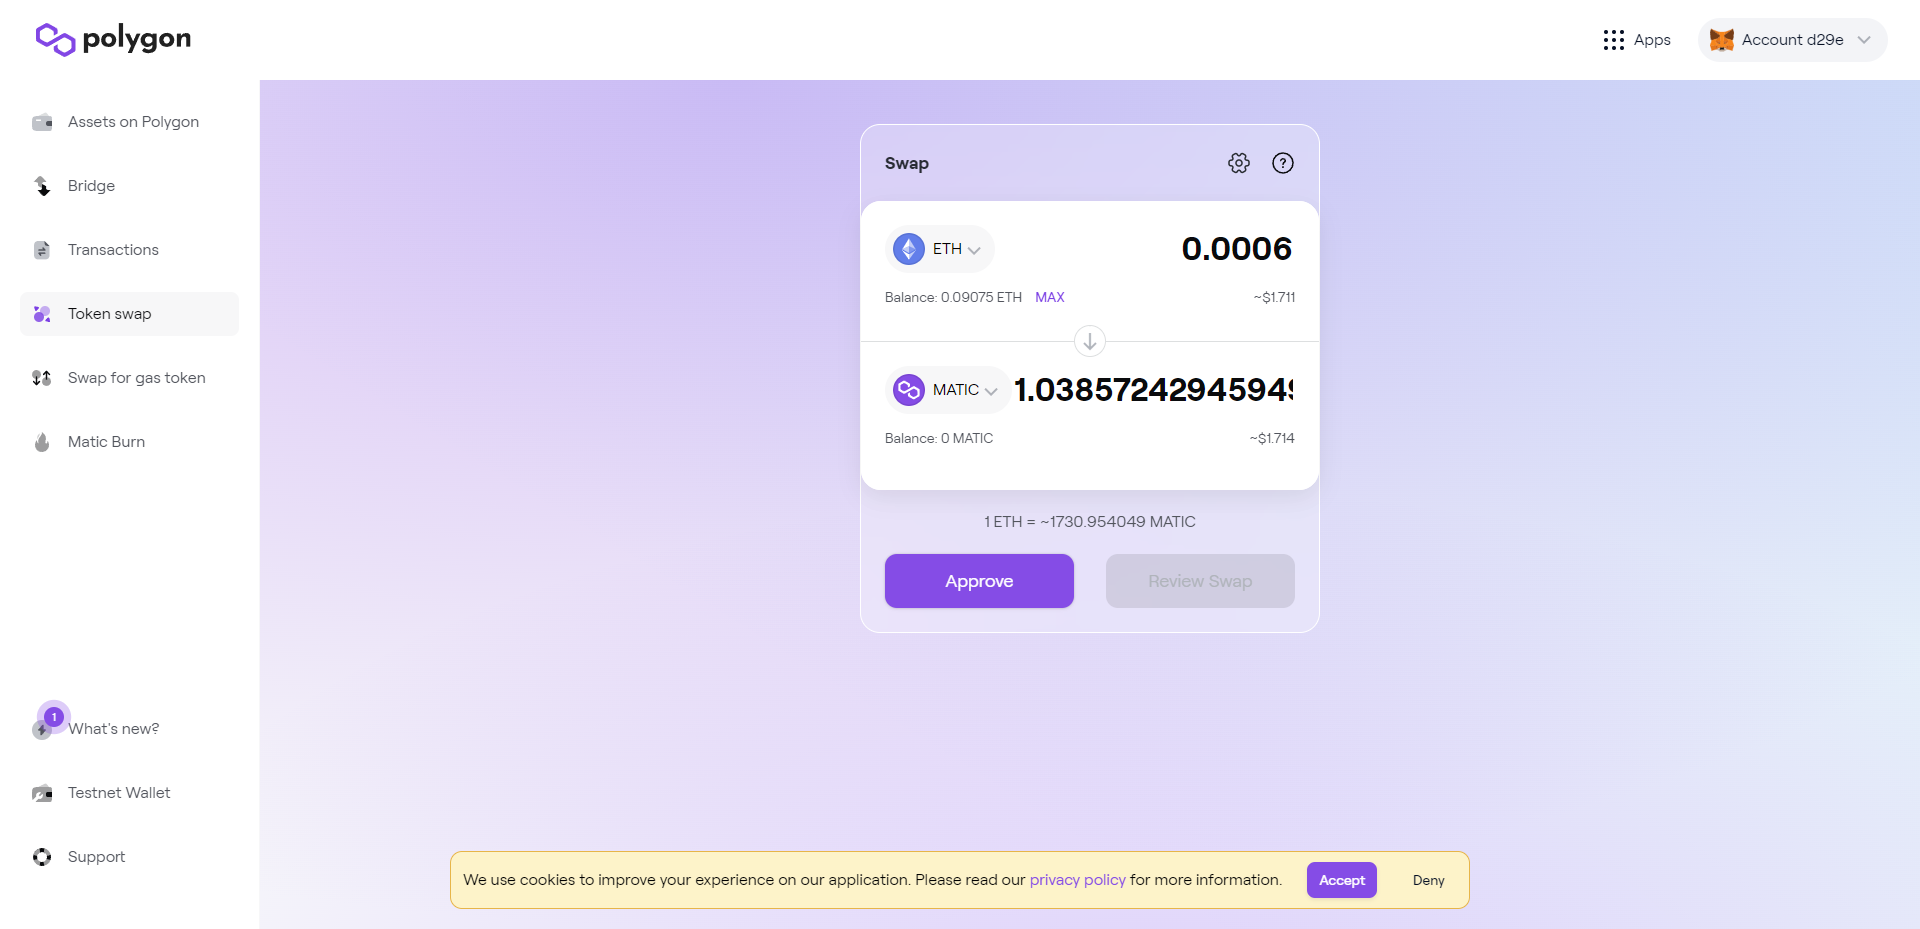 polygon
Apps
Account d29e
Assets on Polygon
Bridge
Transactions
Token swap
Swap for gas token
Matic Burn
1
What's new?
Testnet Wallet
Support
Swap
?
ETH
0.0006
Balance: 0.09075 ETH MAX
~$1.711
MATIC
1.0385724294594
Balance: 0 MATIC
~$1.714
1 ETH = ~1730.954049 MATIC
Approve
Review Swap
We use cookies to improve your experience on our application. Please read our privacy policy for more information.
Accept
Deny